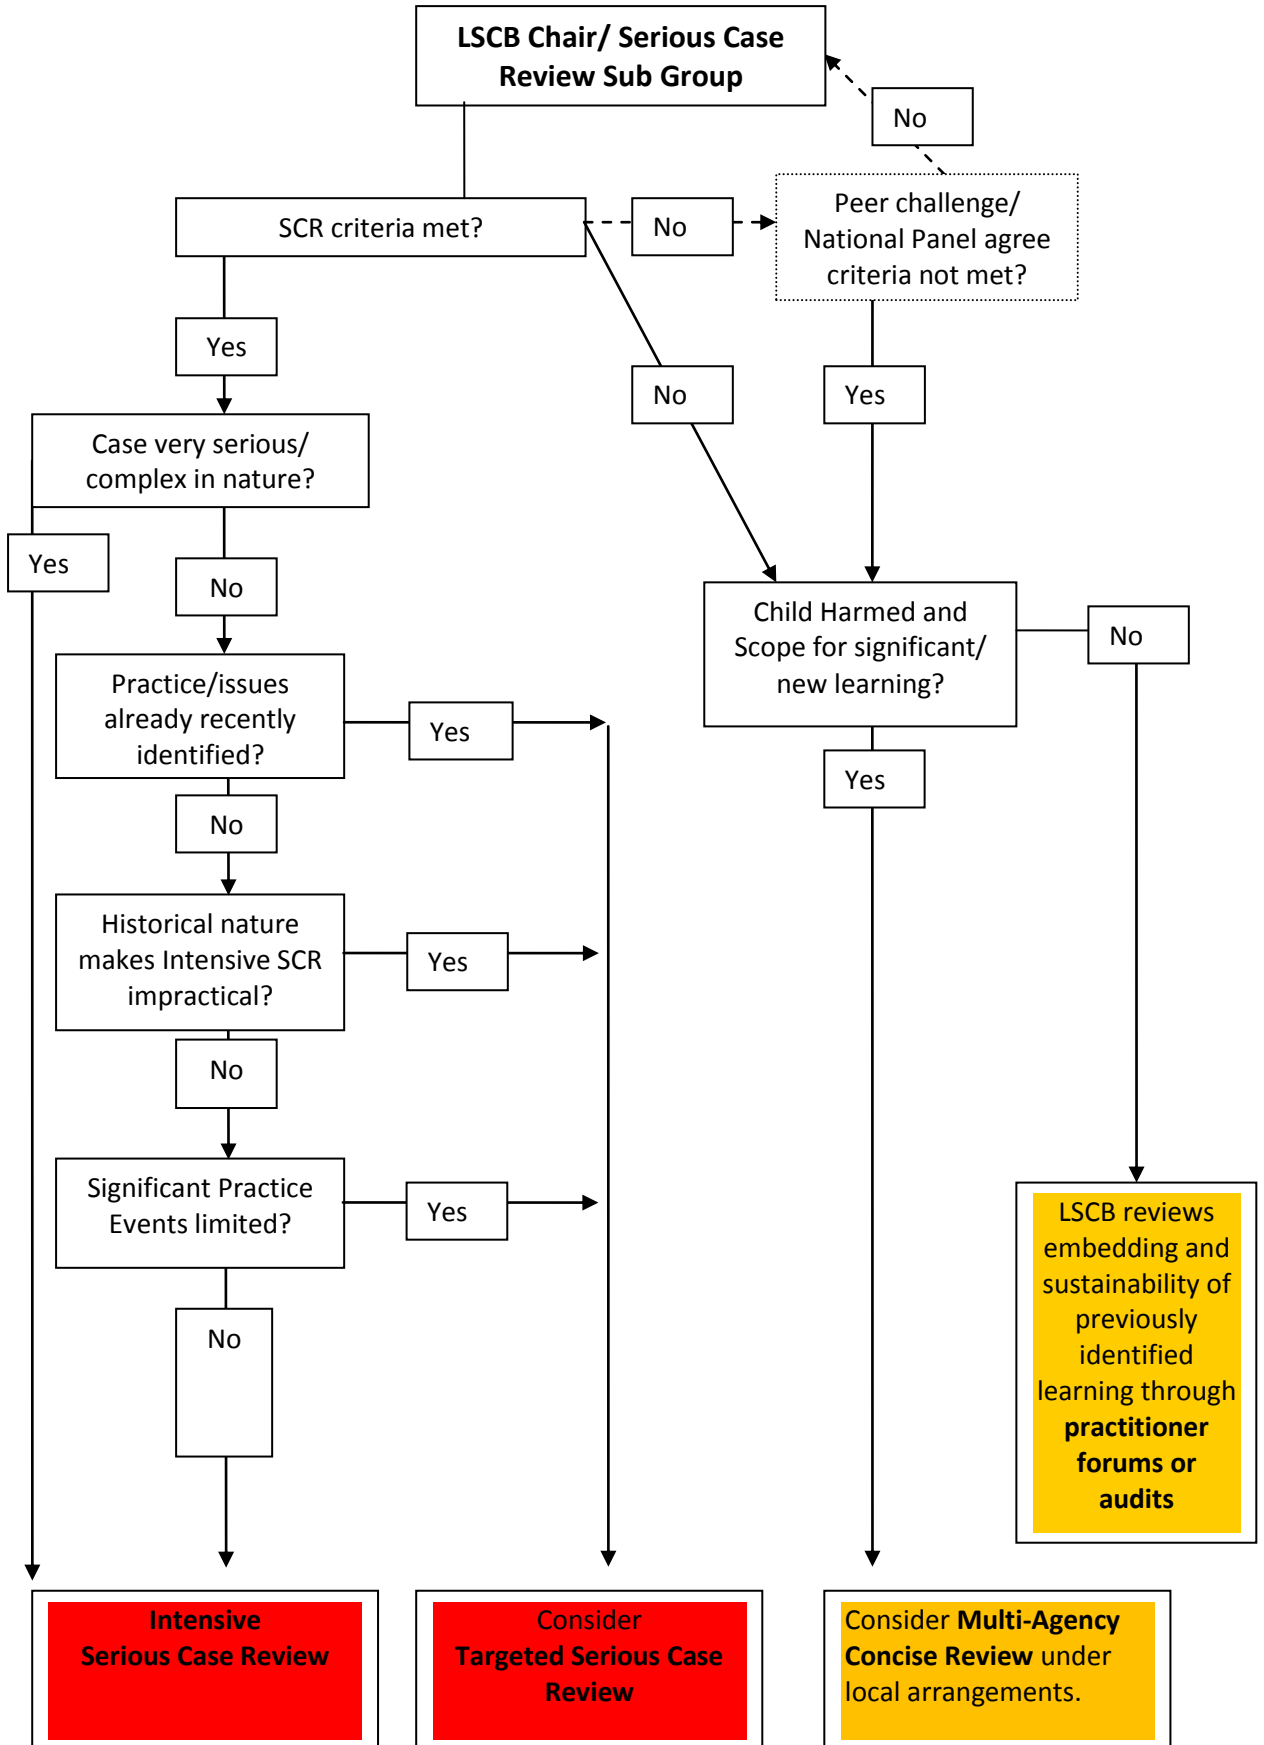 LSCB Chair/ Serious Case
Review Sub Group
No
SCR criteria met?
No
Peer challenge/
National Panel agree
criteria not met?
Yes
No
Yes
Case very serious/
complex in nature?
Yes
No
Child Harmed and
Scope for significant/
new learning?
No
Practice/issues
already recently
identified?
Yes
Yes
No
Historical nature
makes Intensive SCR
impractical?
Yes
No
Significant Practice
Events limited?
Yes
LSCB reviews
embedding and
sustainability of
previously
identified
learning through
practitioner
forums or
audits
No
Intensive
Serious Case Review
Consider
Targeted Serious Case
Review
Consider Multi-Agency
Concise Review under
local arrangements.